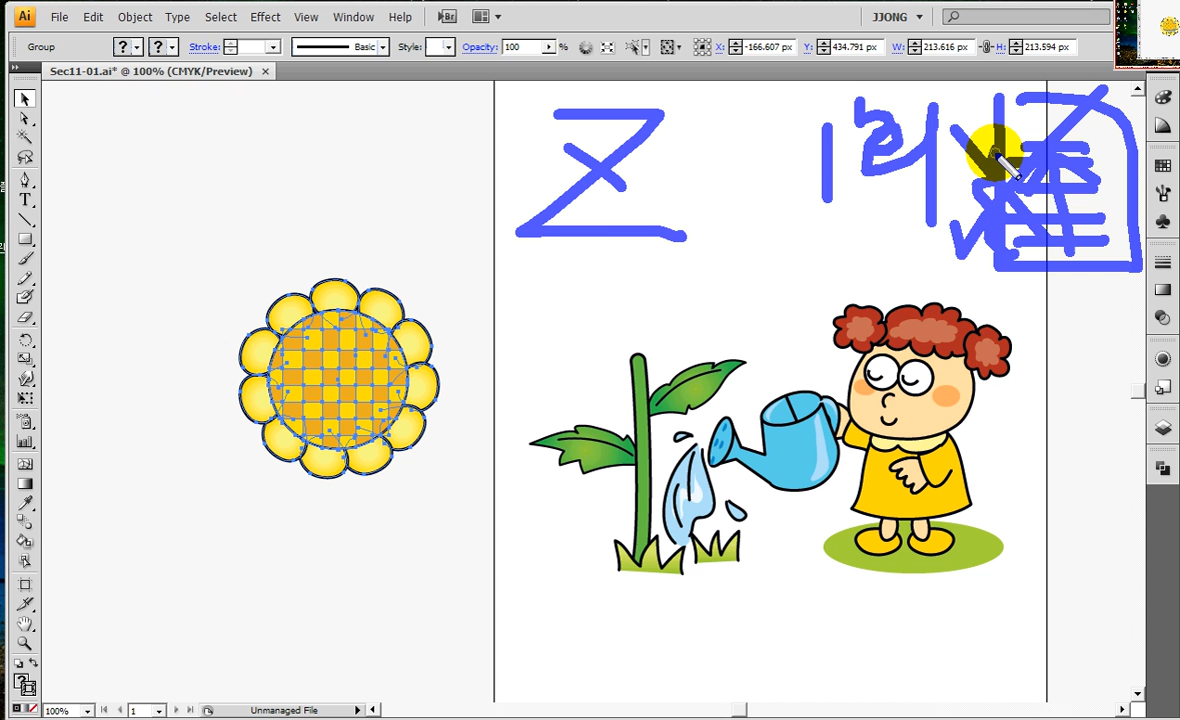 Ai File Edit Object Type Select Effect View Window Help Br JJONG
Group ? ? Stroke: Basic Style: Opacity: 100 % X: -166.607 px Y: 434.791 px W: 213.616 px H: 213.594 px
Sec11-01.ai* @ 100% (CMYK/Preview) ×
Z
100% 1 Unmanaged File